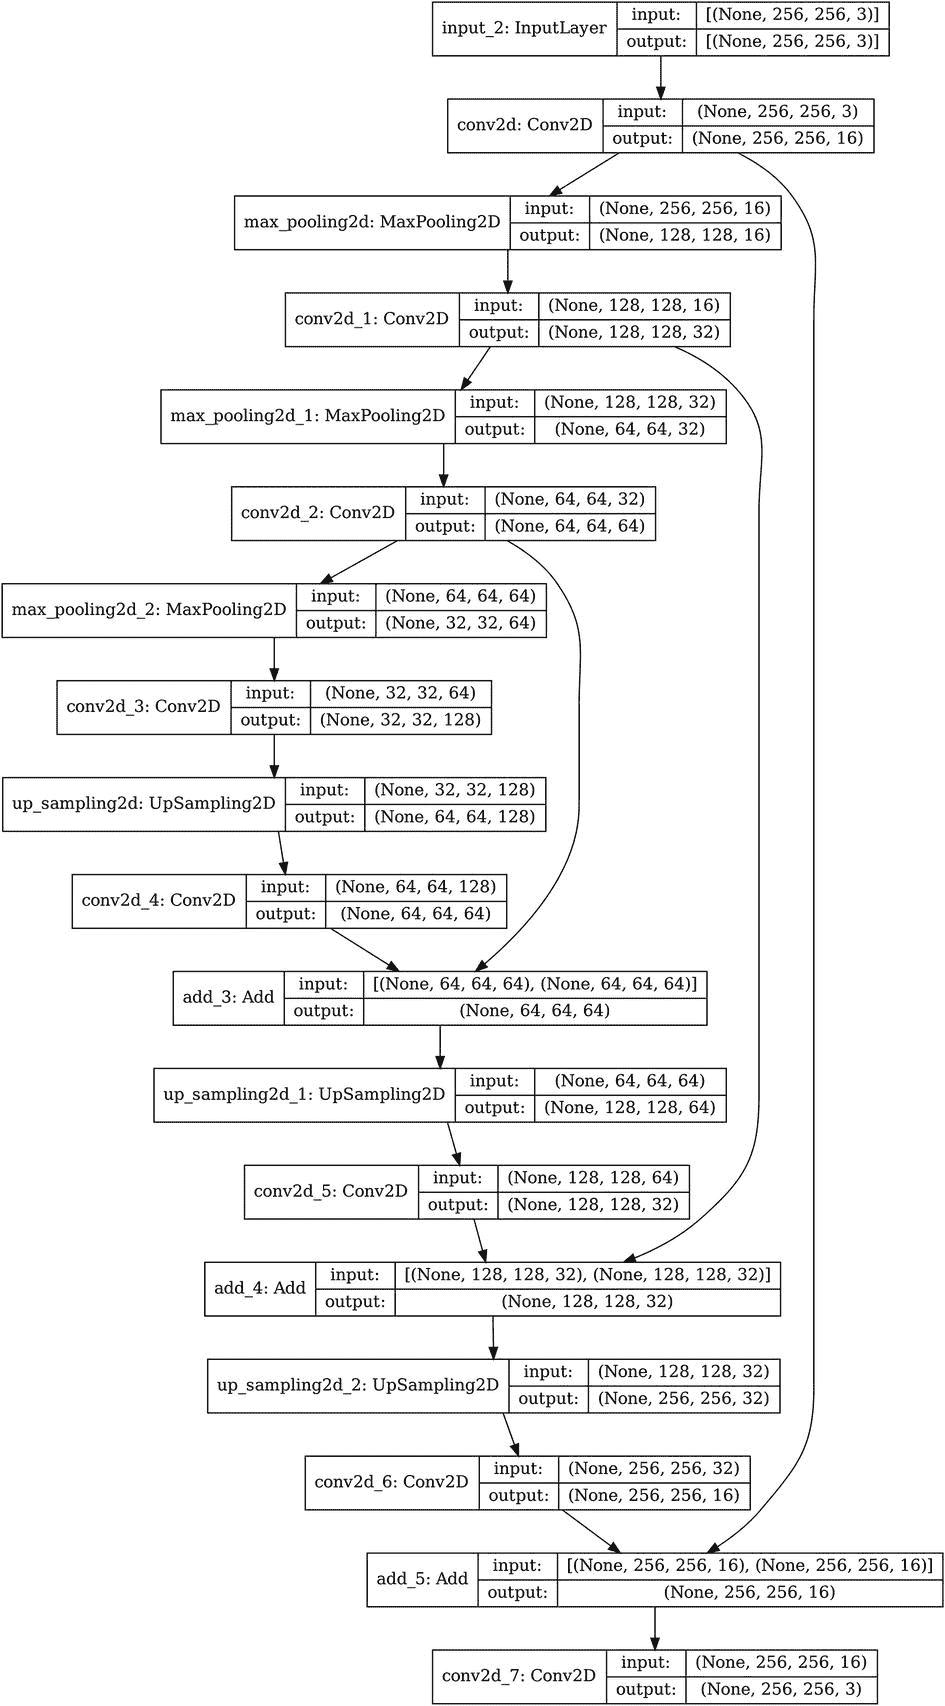 input_2: InputLayer
input: [(None, 256, 256, 3)]
output: [(None, 256, 256, 3)]
conv2d: Conv2D
input: (None, 256, 256, 3)
output: (None, 256, 256, 16)
max_pooling2d: MaxPooling2D
input: (None, 256, 256, 16)
output: (None, 128, 128, 16)
conv2d_1: Conv2D
input: (None, 128, 128, 16)
output: (None, 128, 128, 32)
max_pooling2d_1: MaxPooling2D
input: (None, 128, 128, 32)
output: (None, 64, 64, 32)
conv2d_2: Conv2D
input: (None, 64, 64, 32)
output: (None, 64, 64, 64)
max_pooling2d_2: MaxPooling2D
input: (None, 64, 64, 64)
output: (None, 32, 32, 64)
conv2d_3: Conv2D
input: (None, 32, 32, 64)
output: (None, 32, 32, 128)
up_sampling2d: UpSampling2D
input: (None, 32, 32, 128)
output: (None, 64, 64, 128)
conv2d_4: Conv2D
input: (None, 64, 64, 128)
output: (None, 64, 64, 64)
add_3: Add
input: [(None, 64, 64, 64), (None, 64, 64, 64)]
output: (None, 64, 64, 64)
up_sampling2d_1: UpSampling2D
input: (None, 64, 64, 64)
output: (None, 128, 128, 64)
conv2d_5: Conv2D
input: (None, 128, 128, 64)
output: (None, 128, 128, 32)
add_4: Add
input: [(None, 128, 128, 32), (None, 128, 128, 32)]
output: (None, 128, 128, 32)
up_sampling2d_2: UpSampling2D
input: (None, 128, 128, 32)
output: (None, 256, 256, 32)
conv2d_6: Conv2D
input: (None, 256, 256, 32)
output: (None, 256, 256, 16)
add_5: Add
input: [(None, 256, 256, 16), (None, 256, 256, 16)]
output: (None, 256, 256, 16)
conv2d_7: Conv2D
input: (None, 256, 256, 16)
output: (None, 256, 256, 3)